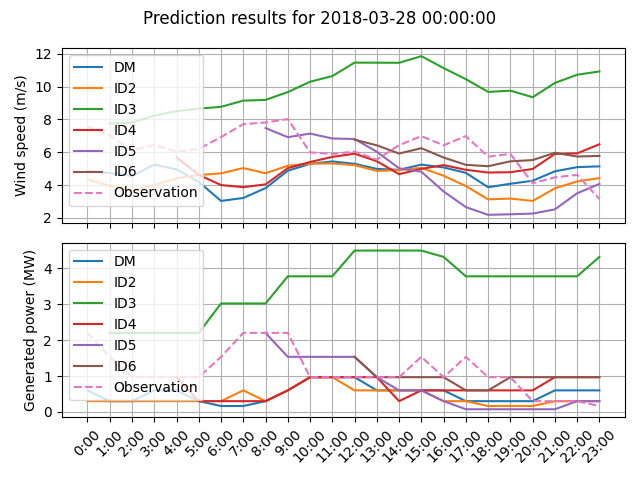 Prediction results for 2018-03-28 00:00:00
Wind speed (m/s)
12
10
8
6
4
2
DM
ID2
ID3
ID4
ID5
ID6
Observation
Generated power (MW)
4
3
2
1
0
DM
ID2
ID3
ID4
ID5
ID6
Observation
0:00 1:00 2:00 3:00 4:00 5:00 6:00 7:00 8:00 9:00 10:00 11:00 12:00 13:00 14:00 15:00 16:00 17:00 18:00 19:00 20:00 21:00 22:00 23:00